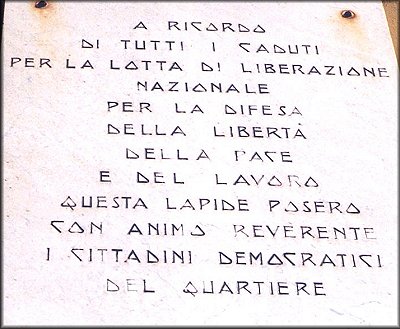 A RICORDO
DI TUTTI I CADUTI
PER LA LOTTA DI LIBERAZIONE
NAZIONALE
PER LA DIFESA
DELLA LIBERTÀ
DELLA PACE
E DEL LAVORO
QUESTA LAPIDE POSERO
CON ANIMO REVERENTE
I CITTADINI DEMOCRATICI
DEL QUARTIERE